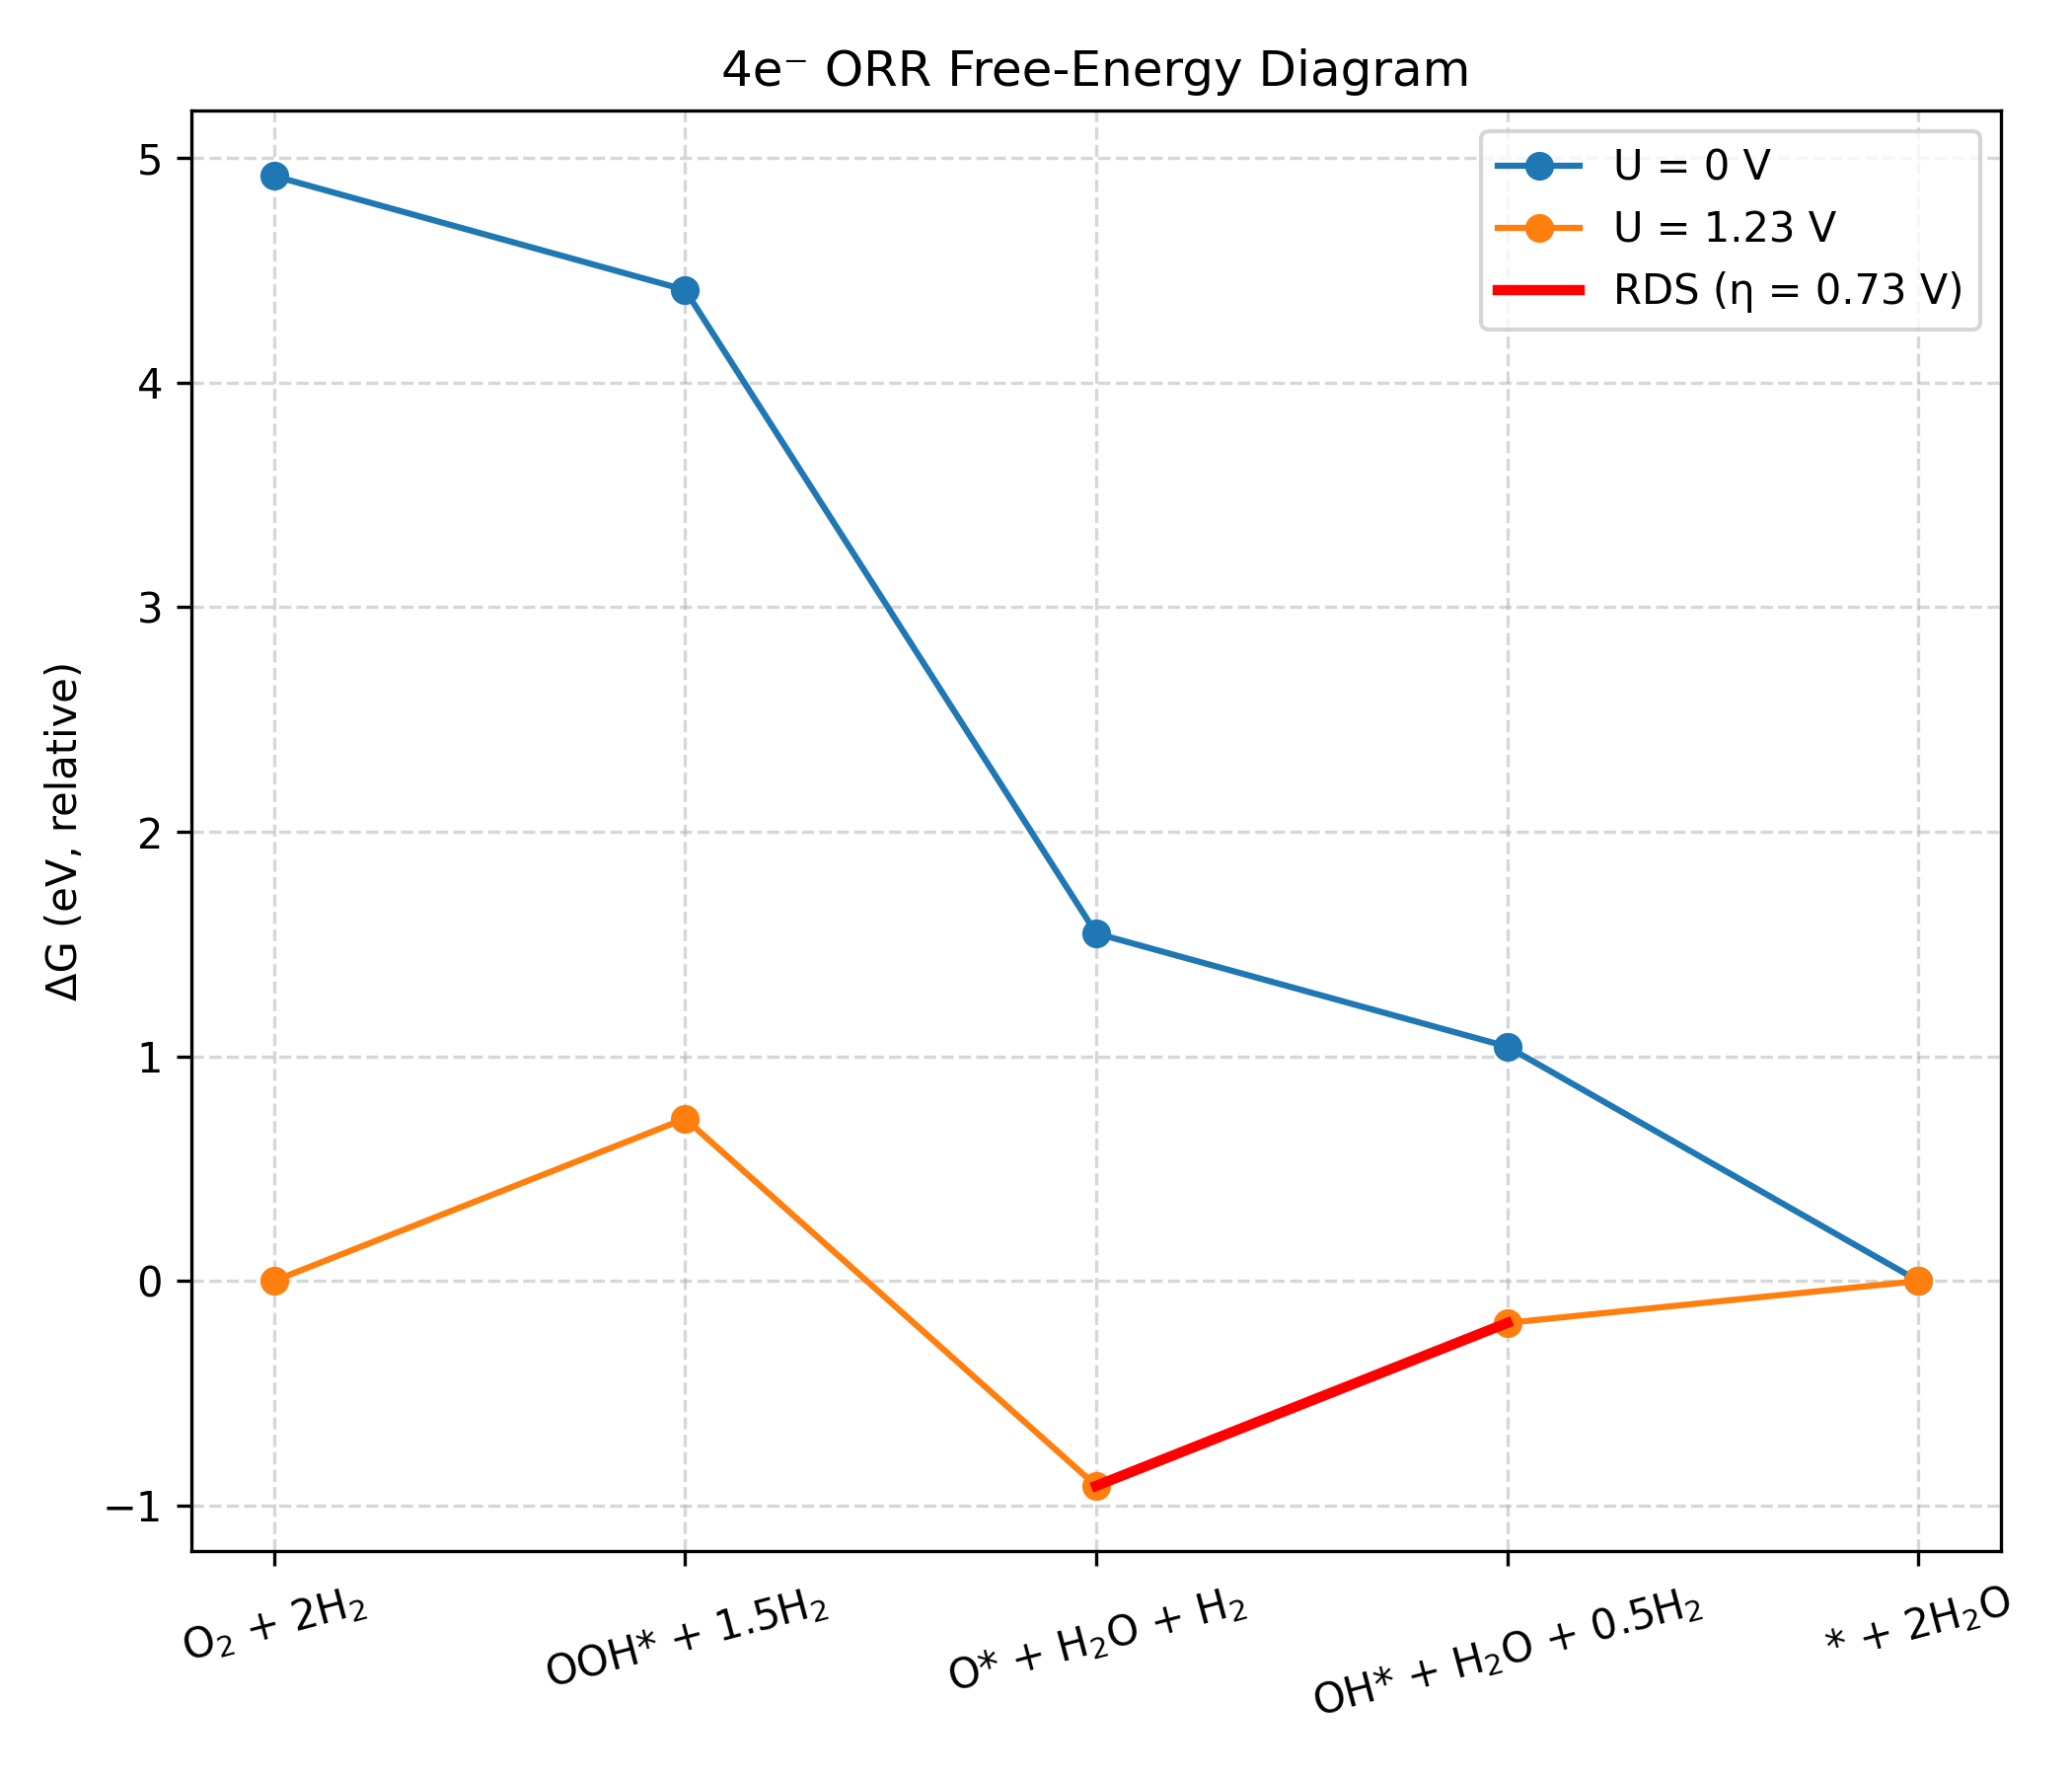 4e⁻ ORR Free-Energy Diagram
U = 0 V
U = 1.23 V
RDS (η = 0.73 V)
ΔG (eV, relative)
5
4
3
2
1
0
−1
O₂ + 2H₂
OOH* + 1.5H₂
O* + H₂O + H₂
OH* + H₂O + 0.5H₂
* + 2H₂O